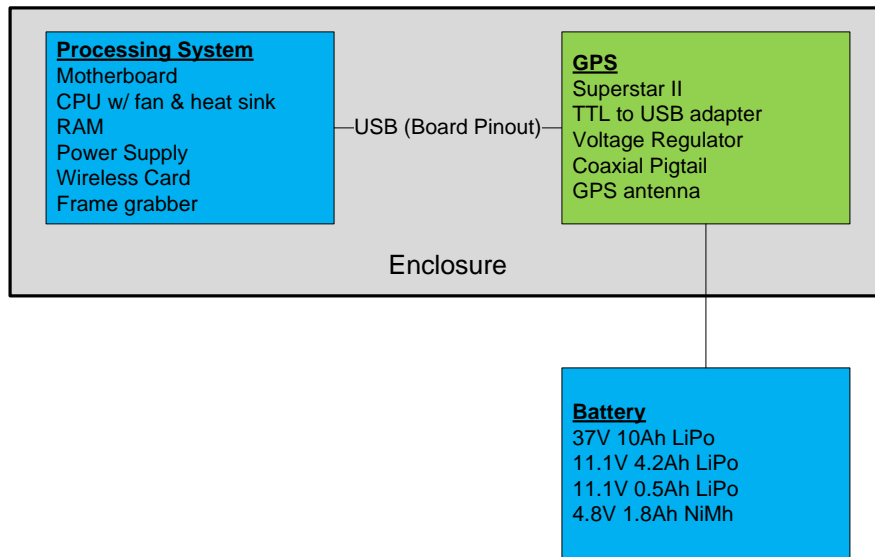 Processing System
Motherboard
CPU w/ fan & heat sink
RAM
Power Supply
Wireless Card
Frame grabber
USB (Board Pinout)
GPS
Superstar II
TTL to USB adapter
Voltage Regulator
Coaxial Pigtail
GPS antenna
Enclosure
Battery
37V 10Ah LiPo
11.1V 4.2Ah LiPo
11.1V 0.5Ah LiPo
4.8V 1.8Ah NiMh